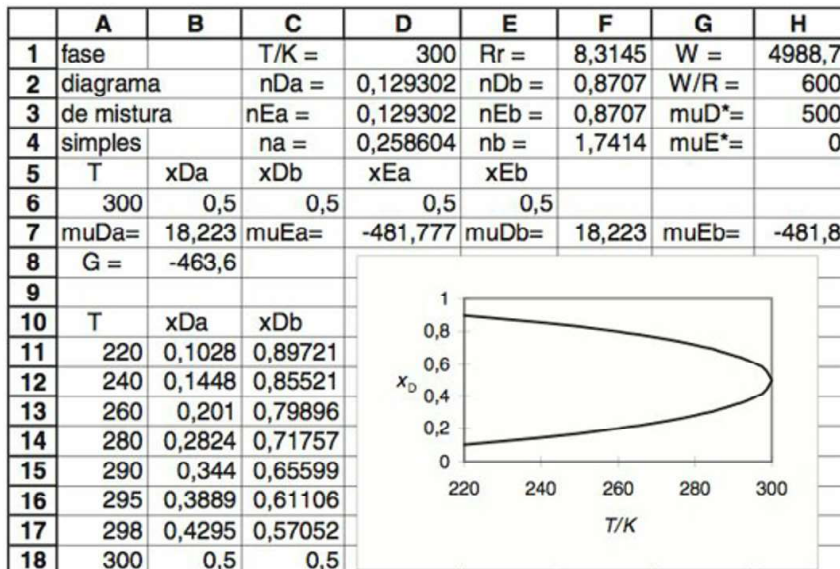 A B C D E F G H
1 fase T/K = 300 Rr = 8,3145 W = 4988,7
2 diagrama nDa = 0,129302 nDb = 0,8707 W/R = 600
3 de mistura nEa = 0,129302 nEb = 0,8707 muD*= 500
4 simples na = 0,258604 nb = 1,7414 muE*= 0
5 T xDa xDb xEa xEb
6 300 0,5 0,5 0,5 0,5
7 muDa= 18,223 muEa= -481,777 muDb= 18,223 muEb= -481,8
8 G = -463,6
9
10 T xDa xDb
11 220 0,1028 0,89721
12 240 0,1448 0,85521
13 260 0,201 0,79896
14 280 0,2824 0,71757
15 290 0,344 0,65599
16 295 0,3889 0,61106
17 298 0,4295 0,57052
18 300 0,5 0,5
1
0,8
0,6
xD 0,4
0,2
0
220 240 260 280 300
T/K